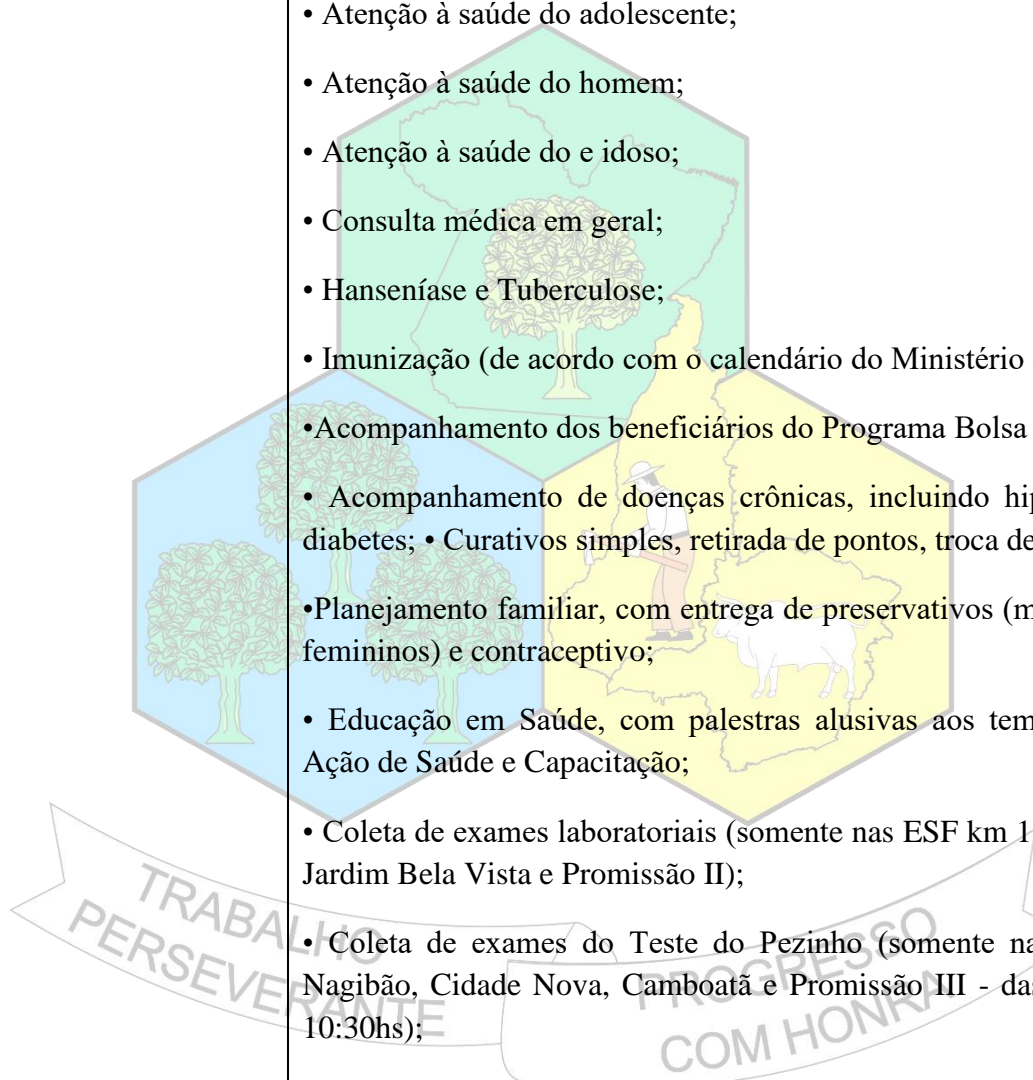 • Atenção à saúde do adolescente;
• Atenção à saúde do homem;
• Atenção à saúde do e idoso;
• Consulta médica em geral;
• Hanseníase e Tuberculose;
• Imunização (de acordo com o calendário do Ministério
•Acompanhamento dos beneficiários do Programa Bolsa
• Acompanhamento de doenças crônicas, incluindo hip
diabetes; • Curativos simples, retirada de pontos, troca de
•Planejamento familiar, com entrega de preservativos (m
femininos) e contraceptivo;
• Educação em Saúde, com palestras alusivas aos tem
Ação de Saúde e Capacitação;
• Coleta de exames laboratoriais (somente nas ESF km 1
Jardim Bela Vista e Promissão II);
• Coleta de exames do Teste do Pezinho (somente na
Nagibão, Cidade Nova, Camboatã e Promissão III - das
10:30hs);
TRABALHO
PERSEVERANTE
PROGRESSO
COM HONRA